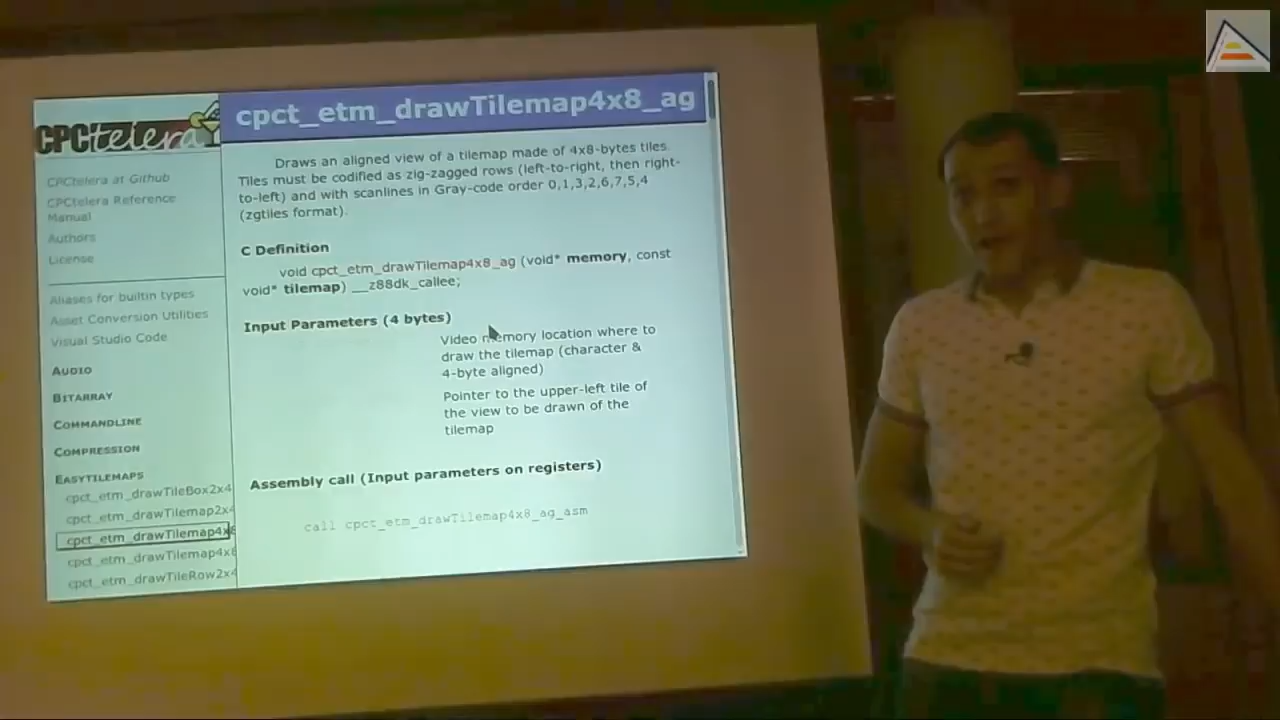 CPCtelera
CPCtelera at Github
CPCtelera Reference
Manual
Authors
License
Aliases for builtin types
Asset Conversion Utilities
Visual Studio Code
AUDIO
BITARRAY
COMMANDLINE
COMPRESSION
EASYTILEMAPS
cpct_etm_drawTileBox2x4
cpct_etm_drawTilemap2x4
cpct_etm_drawTilemap4x8
cpct_etm_drawTilemap4x8
cpct_etm_drawTileRow2x4
cpct_etm_drawTilemap4x8_ag
Draws an aligned view of a tilemap made of 4x8-bytes tiles.
Tiles must be codified as zig-zagged rows (left-to-right, then right-
to-left) and with scanlines in Gray-code order 0,1,3,2,6,7,5,4
(zgtiles format).
C Definition
void cpct_etm_drawTilemap4x8_ag (void* memory, const
void* tilemap) __z88dk_callee;
Input Parameters (4 bytes)
Video memory location where to
draw the tilemap (character &
4-byte aligned)
Pointer to the upper-left tile of
the view to be drawn of the
tilemap
Assembly call (Input parameters on registers)
call cpct_etm_drawTilemap4x8_ag_asm